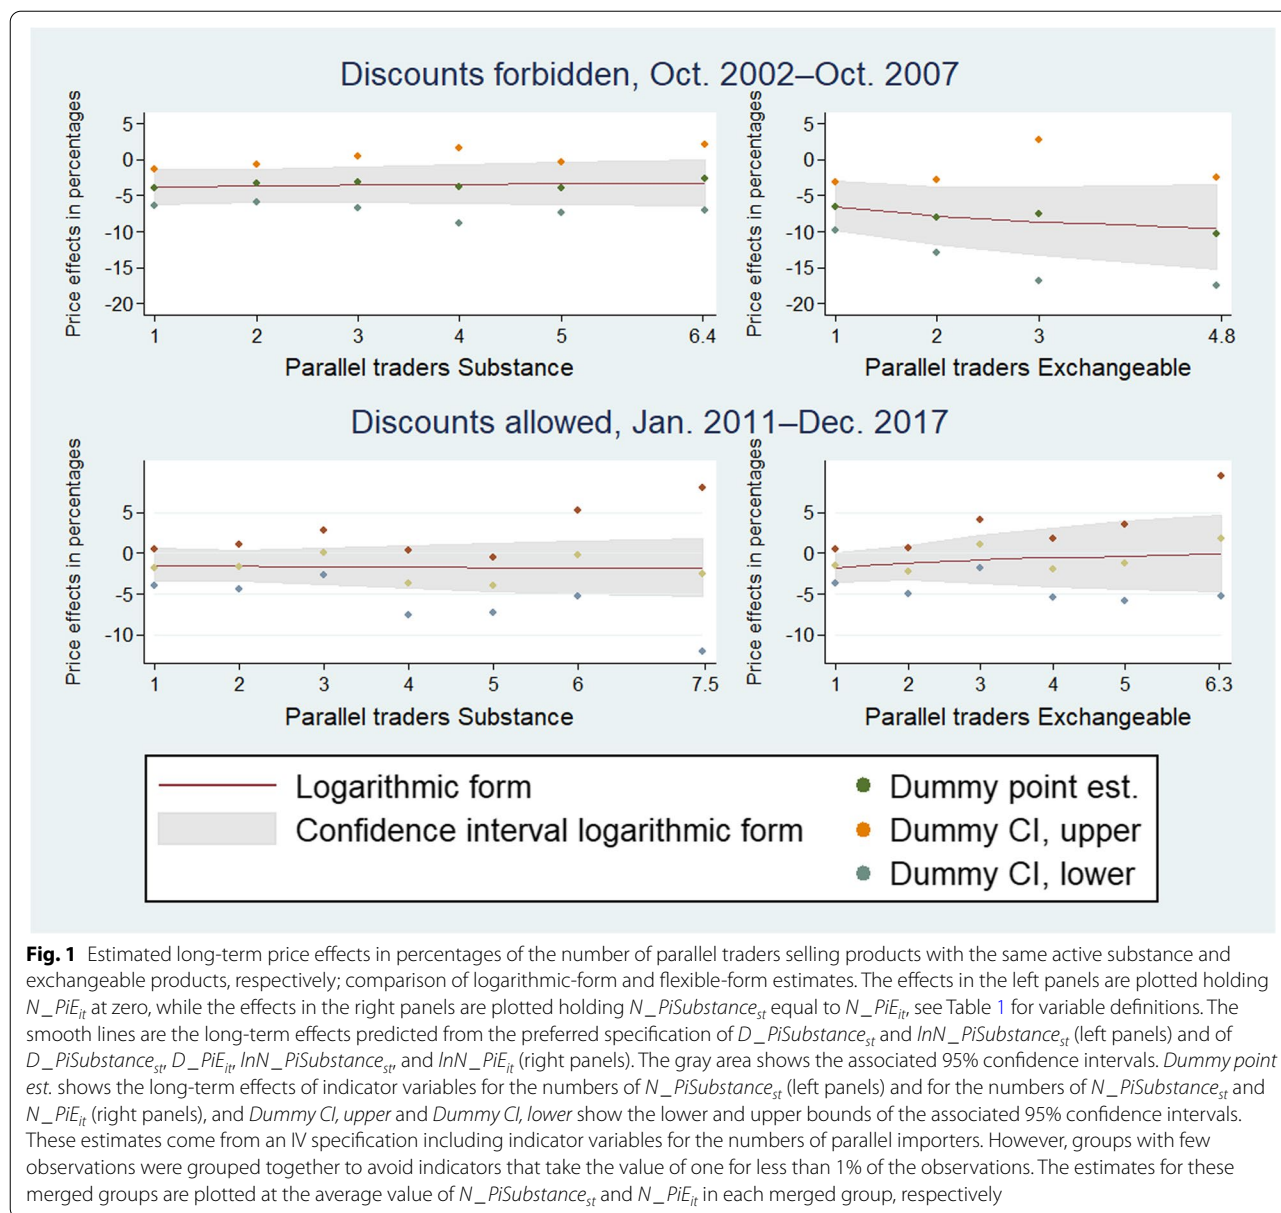 Discounts forbidden, Oct. 2002–Oct. 2007
Price effects in percentages
5
0
-5
-10
-15
-20
1 2 3 4 5 6.4
Parallel traders Substance
Price effects in percentages
5
0
-5
-10
-15
-20
1 2 3 4.8
Parallel traders Exchangeable
Discounts allowed, Jan. 2011–Dec. 2017
Price effects in percentages
5
0
-5
-10
1 2 3 4 5 6 7.5
Parallel traders Substance
Price effects in percentages
5
0
-5
-10
1 2 3 4 5 6.3
Parallel traders Exchangeable
Logarithmic form
Confidence interval logarithmic form
Dummy point est.
Dummy CI, upper
Dummy CI, lower
Fig. 1 Estimated long-term price effects in percentages of the number of parallel traders selling products with the same active substance and
exchangeable products, respectively; comparison of logarithmic-form and flexible-form estimates. The effects in the left panels are plotted holding
N_PiE_it at zero, while the effects in the right panels are plotted holding N_PiSubstance_st equal to N_PiE_it, see Table 1 for variable definitions. The
smooth lines are the long-term effects predicted from the preferred specification of D_PiSubstance_st and lnN_PiSubstance_st (left panels) and of
D_PiSubstance_st, D_PiE_it, lnN_PiSubstance_st, and lnN_PiE_it (right panels). The gray area shows the associated 95% confidence intervals. Dummy point
est. shows the long-term effects of indicator variables for the numbers of N_PiSubstance_st (left panels) and for the numbers of N_PiSubstance_st and
N_PiE_it (right panels), and Dummy CI, upper and Dummy CI, lower show the lower and upper bounds of the associated 95% confidence intervals.
These estimates come from an IV specification including indicator variables for the numbers of parallel importers. However, groups with few
observations were grouped together to avoid indicators that take the value of one for less than 1% of the observations. The estimates for these
merged groups are plotted at the average value of N_PiSubstance_st and N_PiE_it in each merged group, respectively